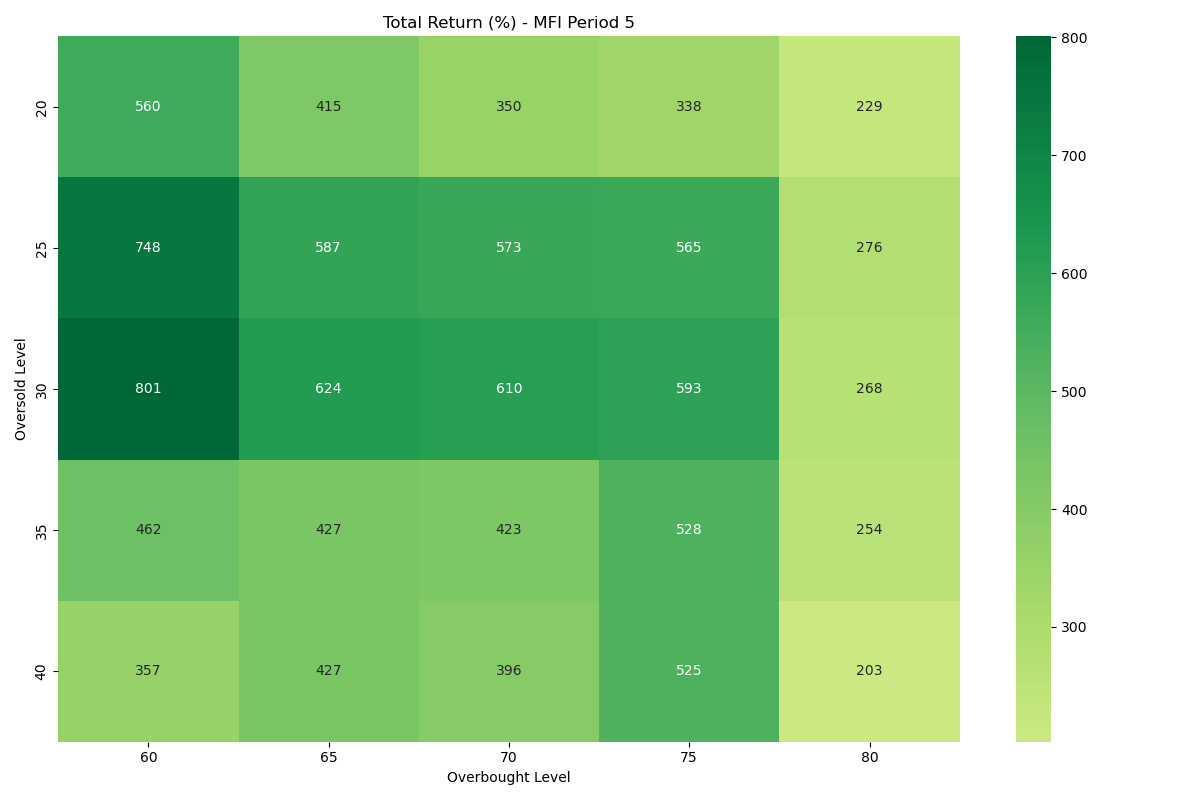 Total Return (%) - MFI Period 5
Oversold Level
20 560 415 350 338 229
25 748 587 573 565 276
30 801 624 610 593 268
35 462 427 423 528 254
40 357 427 396 525 203
60 65 70 75 80
Overbought Level
800
700
600
500
400
300